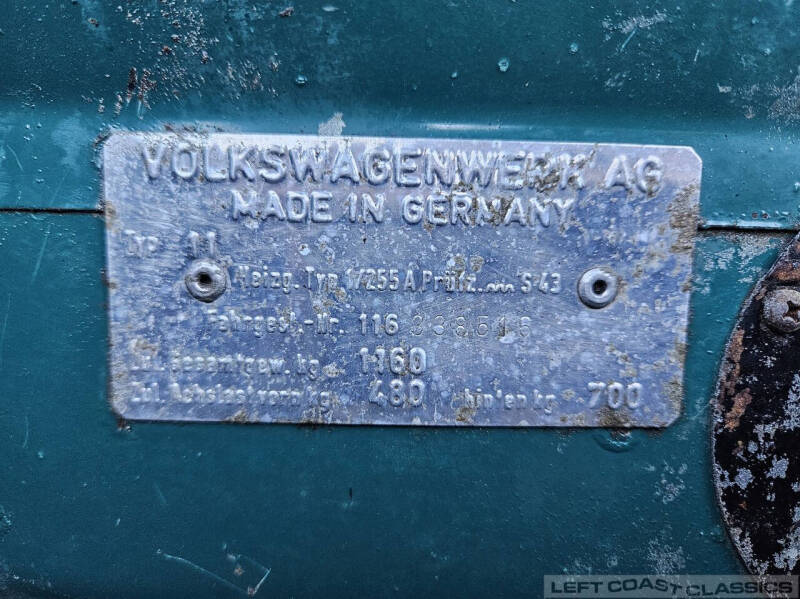 VOLKSWAGENWERK AG
MADE IN GERMANY
Typ 11
Heizg. Typ 1/255 A Prüfz. ~~~ S 43
Fahrgest.-Nr. 116
Zul. Gesamtgew. kg 1160
Zul. Achslast vorn kg 480 hinten kg 700
LEFT COAST CLASSICS